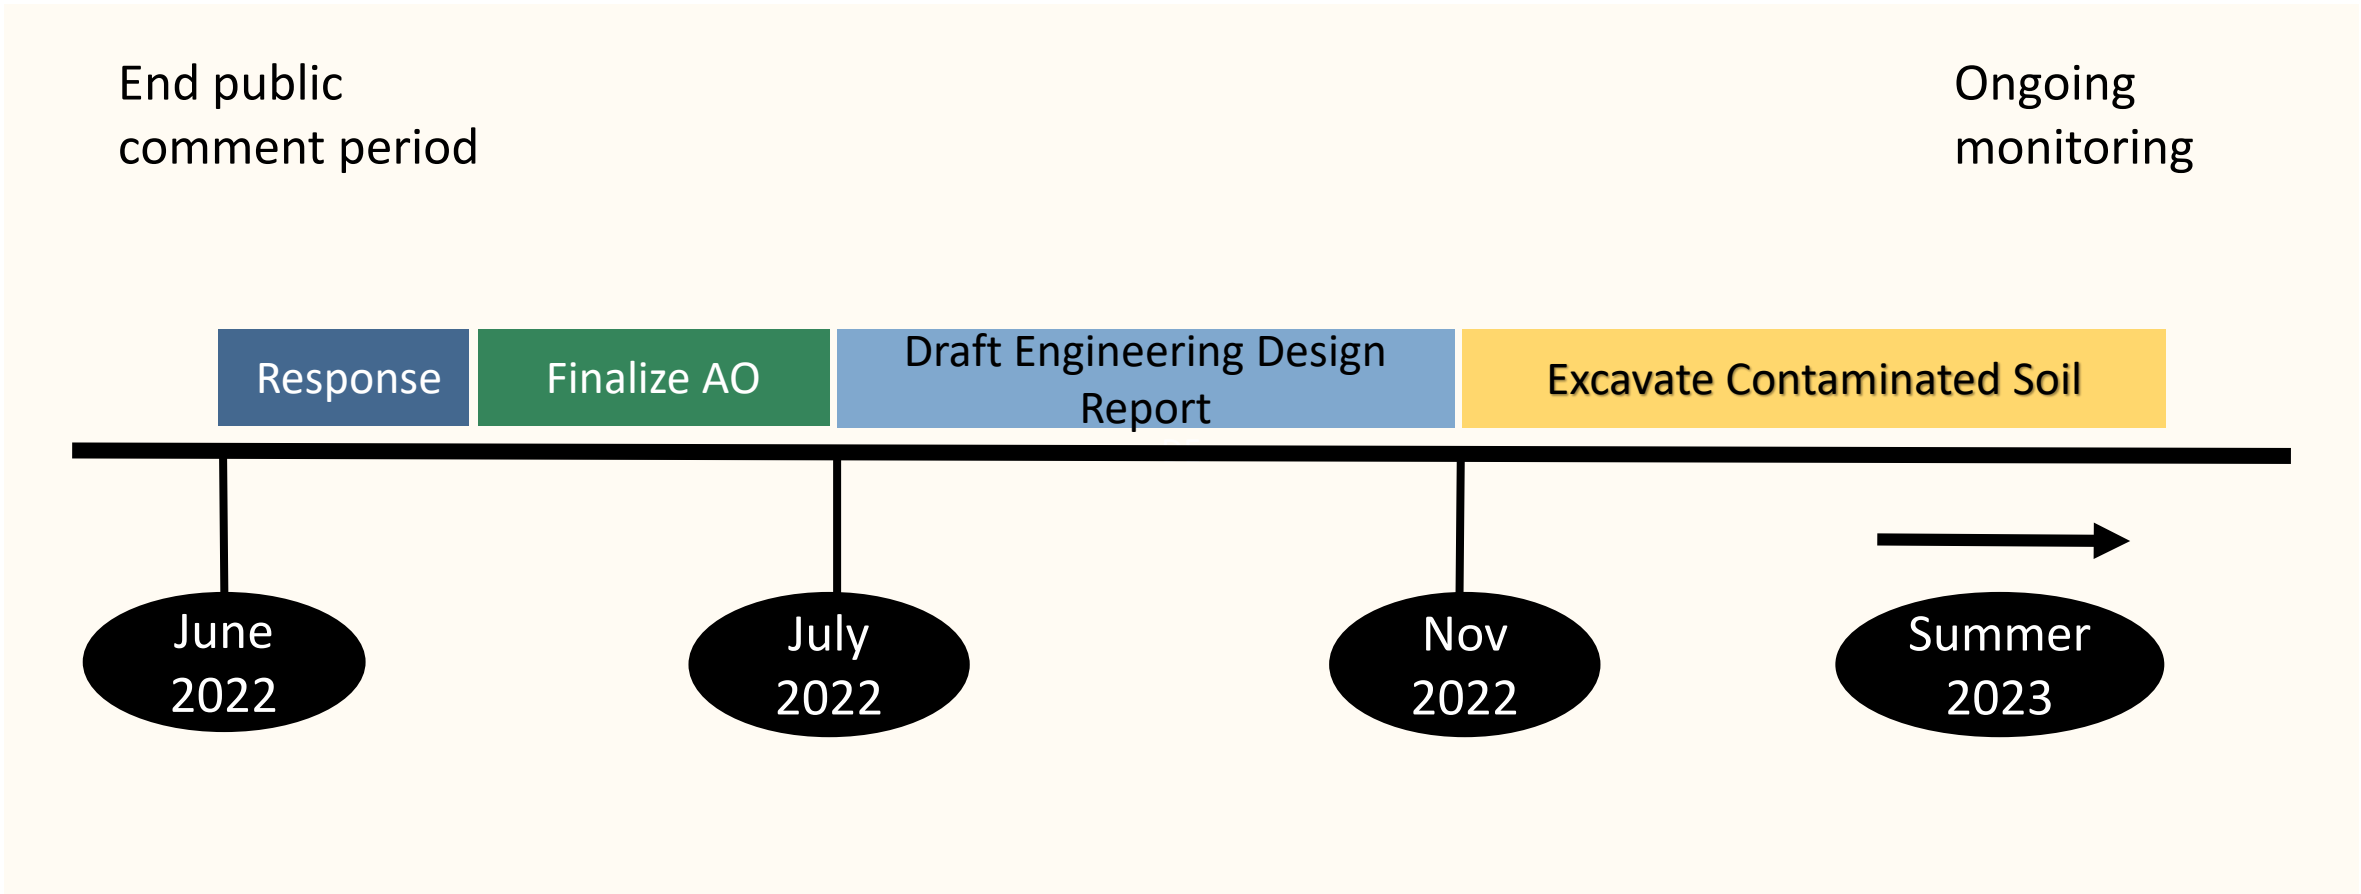 End public
comment period
Ongoing
monitoring
Response
Finalize AO
Draft Engineering Design
Report
Excavate Contaminated Soil
June
2022
July
2022
Nov
2022
Summer
2023